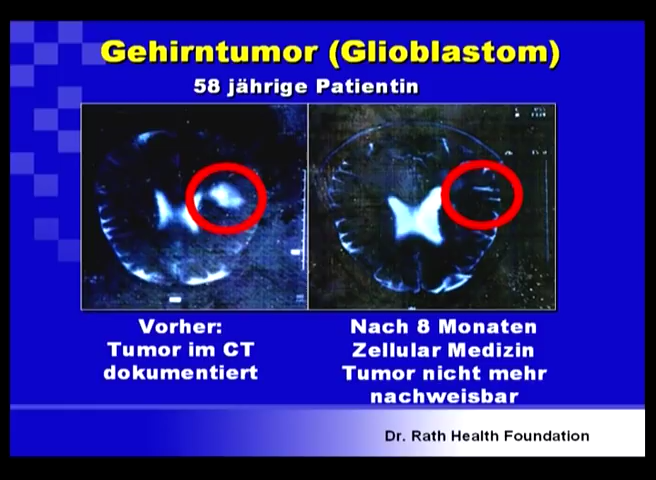 Gehirntumor (Glioblastom)
58 jährige Patientin
Vorher:
Tumor im CT
dokumentiert
Nach 8 Monaten
Zellular Medizin
Tumor nicht mehr
nachweisbar
Dr. Rath Health Foundation